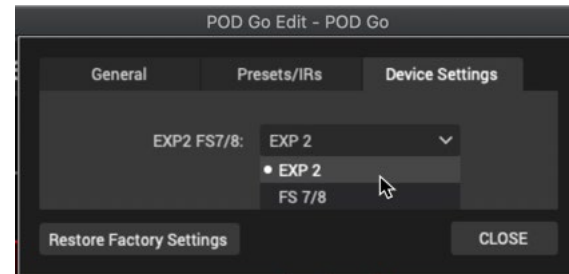 POD Go Edit - POD Go
General Presets/IRs Device Settings
EXP2 FS7/8: EXP 2
EXP 2
FS 7/8
Restore Factory Settings CLOSE